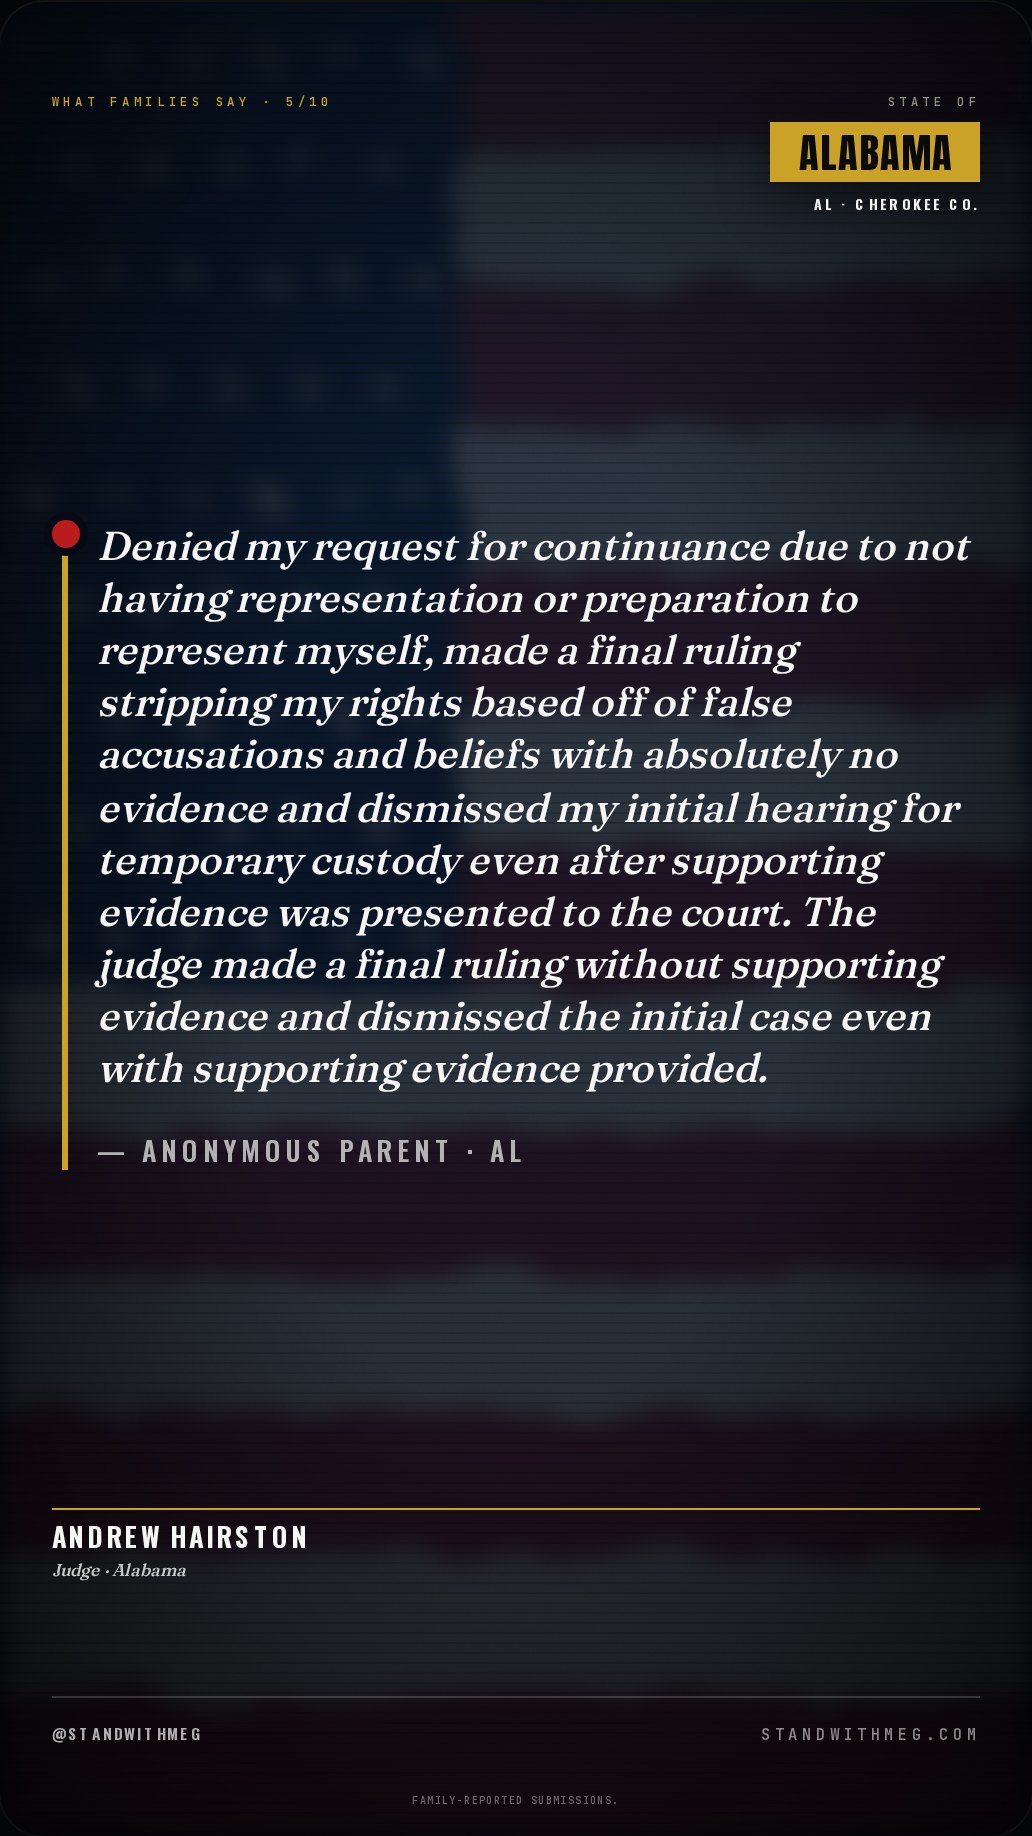 WHAT FAMILIES SAY · 5/10
STATE OF
ALABAMA
AL · CHEROKEE CO.
Denied my request for continuance due to not
having representation or preparation to
represent myself, made a final ruling
stripping my rights based off of false
accusations and beliefs with absolutely no
evidence and dismissed my initial hearing for
temporary custody even after supporting
evidence was presented to the court. The
judge made a final ruling without supporting
evidence and dismissed the initial case even
with supporting evidence provided.
— ANONYMOUS PARENT · AL
ANDREW HAIRSTON
Judge · Alabama
@STANDWITHMEG
STANDWITHMEG.COM
FAMILY-REPORTED SUBMISSIONS.